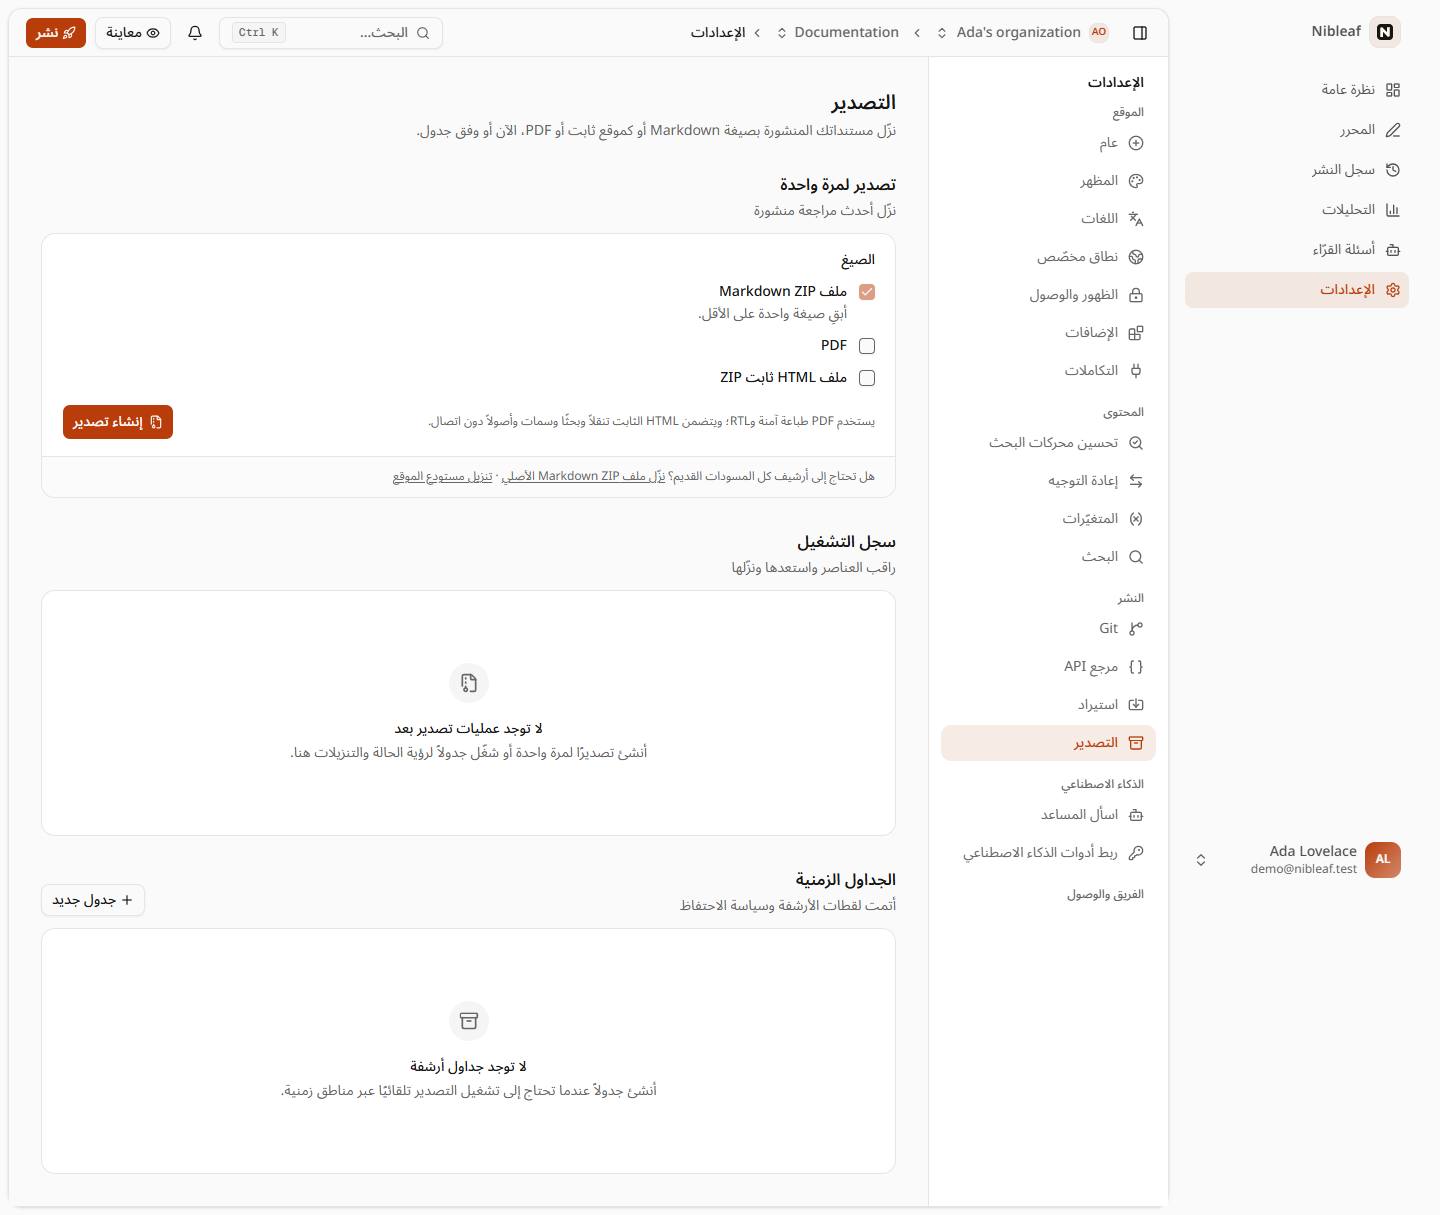 Nibleaf
نظرة عامة
المحرر
سجل النشر
التحليلات
أسئلة القرّاء
الإعدادات
Ada Lovelace
demo@nibleaf.test
AL
AO Ada's organization
Documentation
الإعدادات
البحث...
Ctrl K
معاينة
نشر
الإعدادات
الموقع
عام
المظهر
اللغات
نطاق مخصّص
الظهور والوصول
الإضافات
التكاملات
المحتوى
تحسين محركات البحث
إعادة التوجيه
المتغيّرات
البحث
النشر
Git
مرجع API
استيراد
التصدير
الذكاء الاصطناعي
اسأل المساعد
ربط أدوات الذكاء الاصطناعي
الفريق والوصول
التصدير
نزّل مستنداتك المنشورة بصيغة Markdown أو كموقع ثابت أو PDF، الآن أو وفق جدول.
تصدير لمرة واحدة
نزّل أحدث مراجعة منشورة
الصيغ
ملف Markdown ZIP
أبقِ صيغة واحدة على الأقل.
PDF
ملف HTML ثابت ZIP
يستخدم PDF طباعة آمنة وRTL؛ ويتضمن HTML الثابت تنقلاً وبحثًا وسمات وأصولاً دون اتصال.
إنشاء تصدير
هل تحتاج إلى أرشيف كل المسودات القديم؟ نزّل ملف Markdown ZIP الأصلي · تنزيل مستودع الموقع
سجل التشغيل
راقب العناصر واستعدها ونزّلها
لا توجد عمليات تصدير بعد
أنشئ تصديرًا لمرة واحدة أو شغّل جدولاً لرؤية الحالة والتنزيلات هنا.
الجداول الزمنية
أتمت لقطات الأرشفة وسياسة الاحتفاظ
جدول جديد
لا توجد جداول أرشفة
أنشئ جدولاً عندما تحتاج إلى تشغيل التصدير تلقائيًا عبر مناطق زمنية.